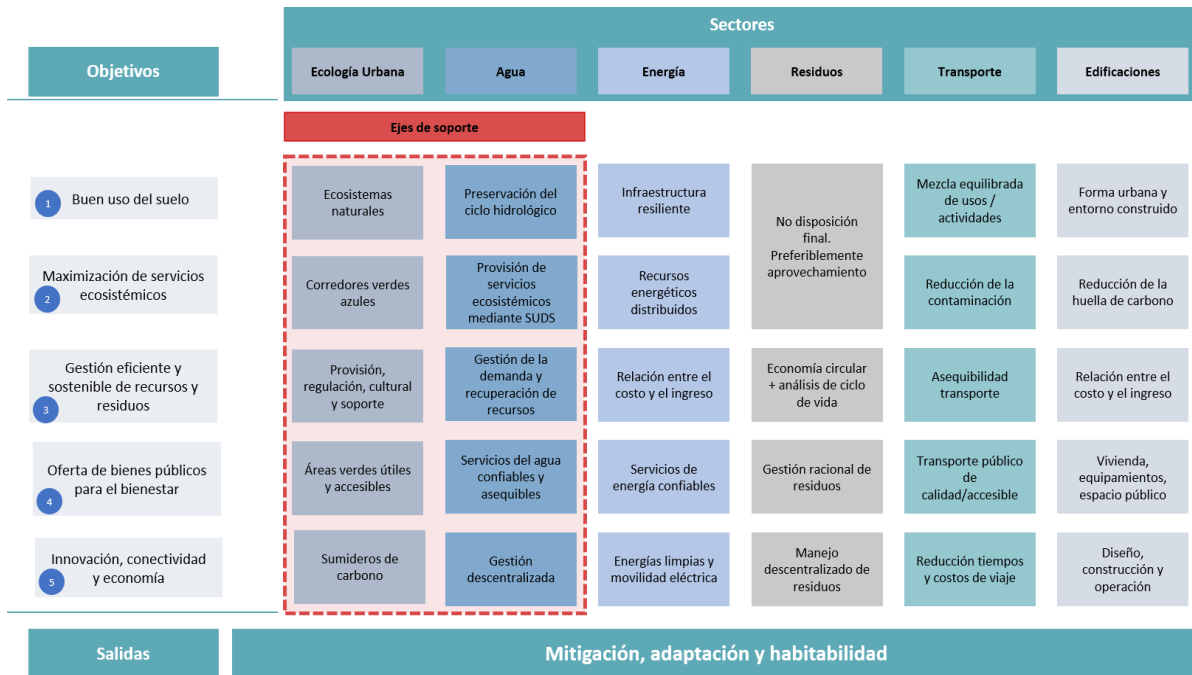 Sectores
Objetivos
Ecología Urbana
Agua
Energía
Residuos
Transporte
Edificaciones
Ejes de soporte
1
Buen uso del suelo
Ecosistemas
naturales
Preservación del
ciclo hidrológico
Infraestructura
resiliente
No disposición
final.
Preferiblemente
aprovechamiento
Mezcla equilibrada
de usos /
actividades
Forma urbana y
entorno construido
Maximización de servicios
2
ecosistémicos
Corredores verdes
azules
Provisión de
servicios
ecosistémicos
mediante SUDS
Recursos
energéticos
distribuidos
Reducción de la
contaminación
Reducción de la
huella de carbono
Gestión eficiente y
sostenible de recursos y
residuos
3
Provisión,
regulación, cultural
y soporte
Gestión de la
demanda y
recuperación de
recursos
Relación entre el
costo y el ingreso
Economía circular
+ análisis de ciclo
de vida
Asequibilidad
transporte
Relación entre el
costo y el ingreso
Oferta de bienes públicos
para el bienestar
4
Áreas verdes útiles
y accesibles
Servicios del agua
confiables y
asequibles
Servicios de
energía confiables
Gestión racional de
residuos
Transporte público
de
calidad/accesible
Vivienda,
equipamientos,
espacio público
Innovación, conectividad
y economía
5
Sumideros de
carbono
Gestión
descentralizada
Energías limpias y
movilidad eléctrica
Manejo
descentralizado de
residuos
Reducción tiempos
y costos de viaje
Diseño,
construcción y
operación
Salidas
Mitigación, adaptación y habitabilidad